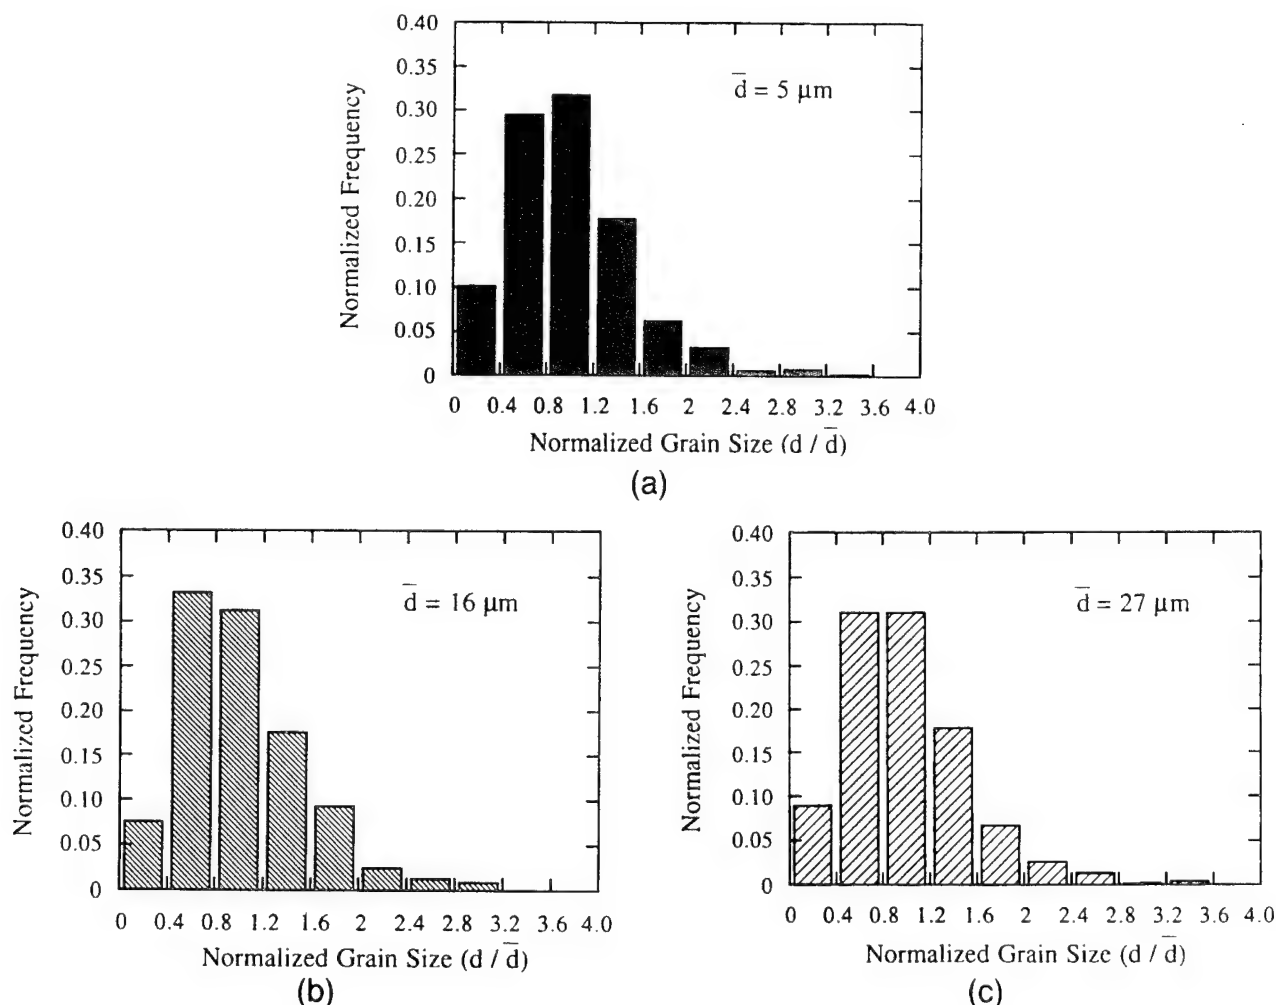 0.40
0.35
0.30
0.25
0.20
0.15
0.10
0.05
0
Normalized Frequency
d̅ = 5 µm
0 0.4 0.8 1.2 1.6 2 2.4 2.8 3.2 3.6 4.0
Normalized Grain Size (d / d̅)
(a)
0.40
0.35
0.30
0.25
0.20
0.15
0.10
0.05
0
Normalized Frequency
d̅ = 16 µm
0 0.4 0.8 1.2 1.6 2 2.4 2.8 3.2 3.6 4.0
Normalized Grain Size (d / d̅)
(b)
0.40
0.35
0.30
0.25
0.20
0.15
0.10
0.05
0
Normalized Frequency
d̅ = 27 µm
0 0.4 0.8 1.2 1.6 2 2.4 2.8 3.2 3.6 4.0
Normalized Grain Size (d / d̅)
(c)